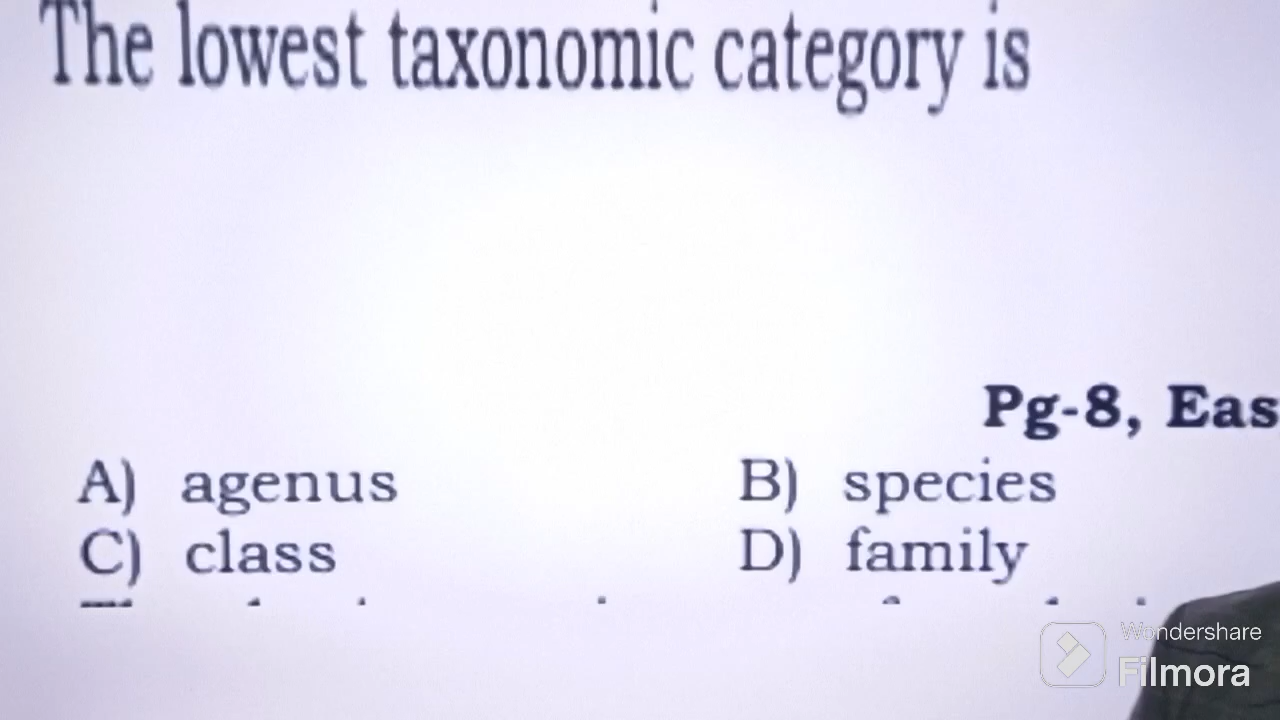 The lowest taxonomic category is
Pg-8, Eas
A) agenus B) species
C) class D) family
Wondershare
Filmora